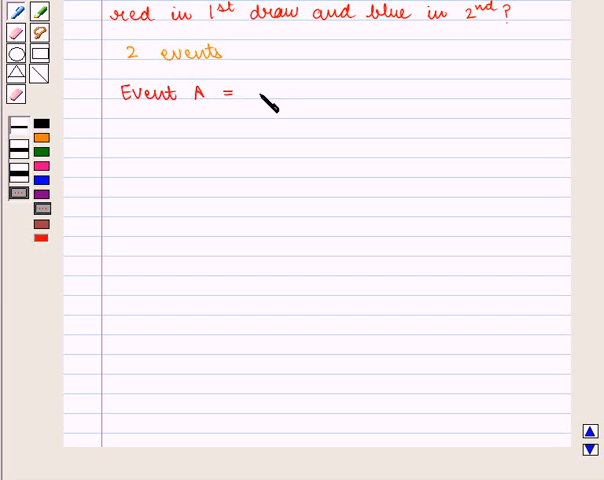 red in 1st draw and blue in 2nd?
2 events
Event A =